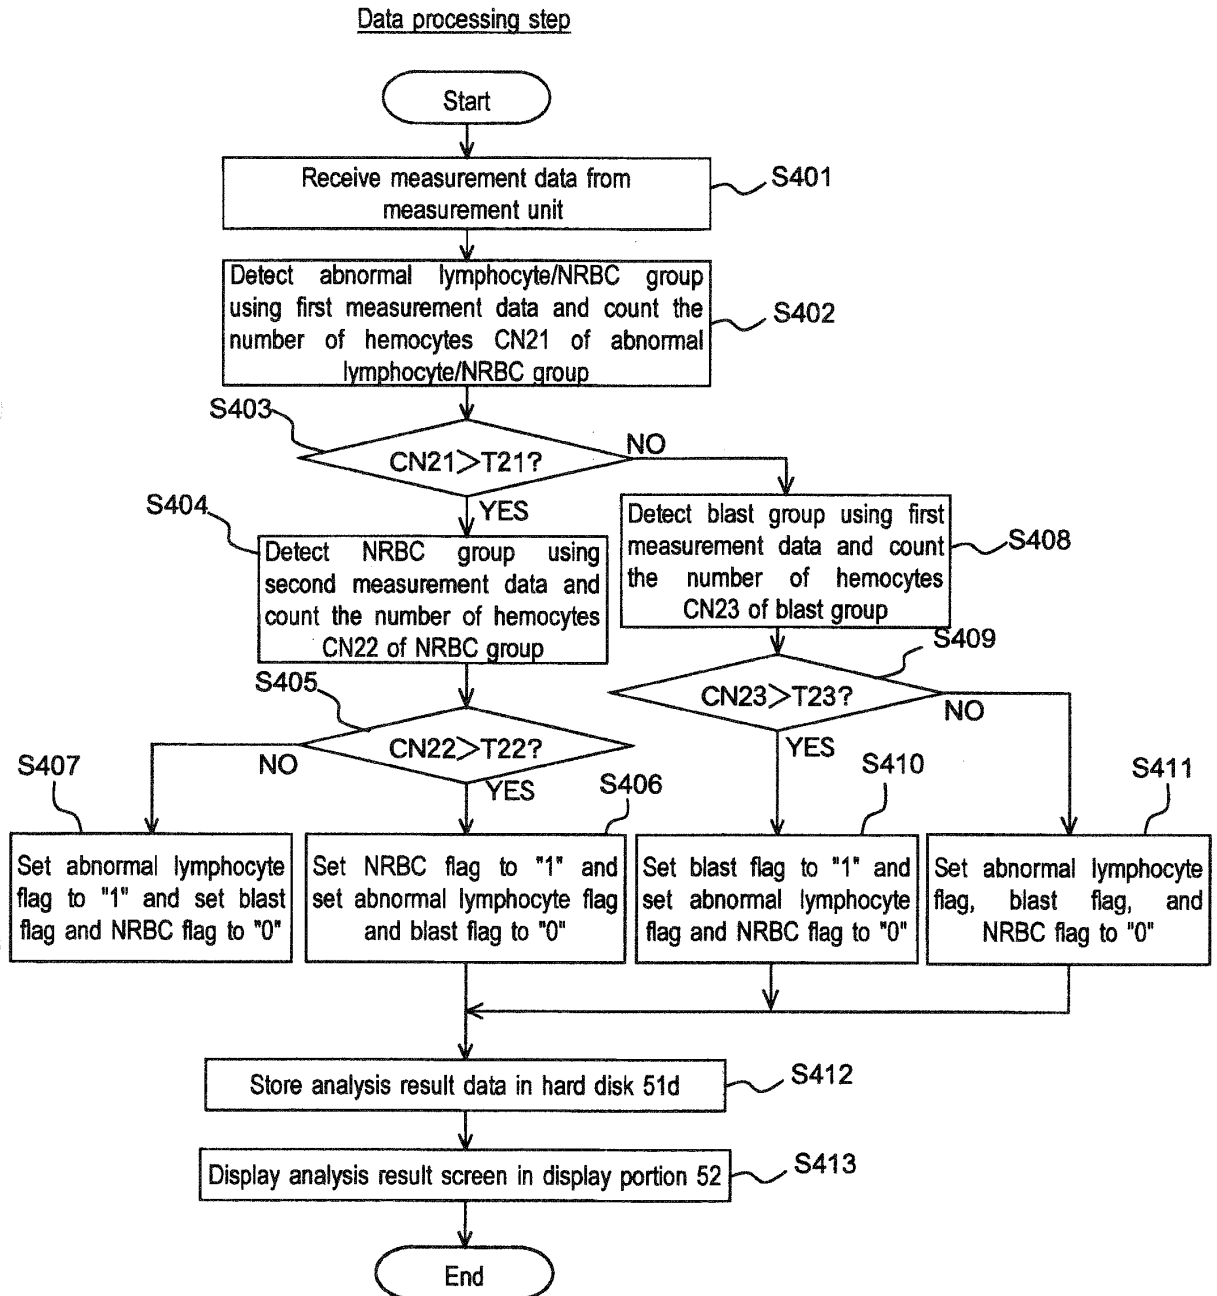 Data processing step
Start
Receive measurement data from
measurement unit
S401
Detect abnormal lymphocyte/NRBC group
using first measurement data and count the
number of hemocytes CN21 of abnormal
lymphocyte/NRBC group
S402
S403
CN21>T21?
NO
YES
S404
Detect NRBC group using
second measurement data and
count the number of hemocytes
CN22 of NRBC group
Detect blast group using first
measurement data and count
the number of hemocytes
CN23 of blast group
S408
S409
CN23>T23?
NO
YES
S405
CN22>T22?
NO
YES
S407
Set abnormal lymphocyte
flag to "1" and set blast
flag and NRBC flag to "0"
S406
Set NRBC flag to "1" and
set abnormal lymphocyte flag
and blast flag to "0"
S410
Set blast flag to "1" and
set abnormal lymphocyte
flag and NRBC flag to "0"
S411
Set abnormal lymphocyte
flag, blast flag, and
NRBC flag to "0"
Store analysis result data in hard disk 51d
S412
Display analysis result screen in display portion 52
S413
End